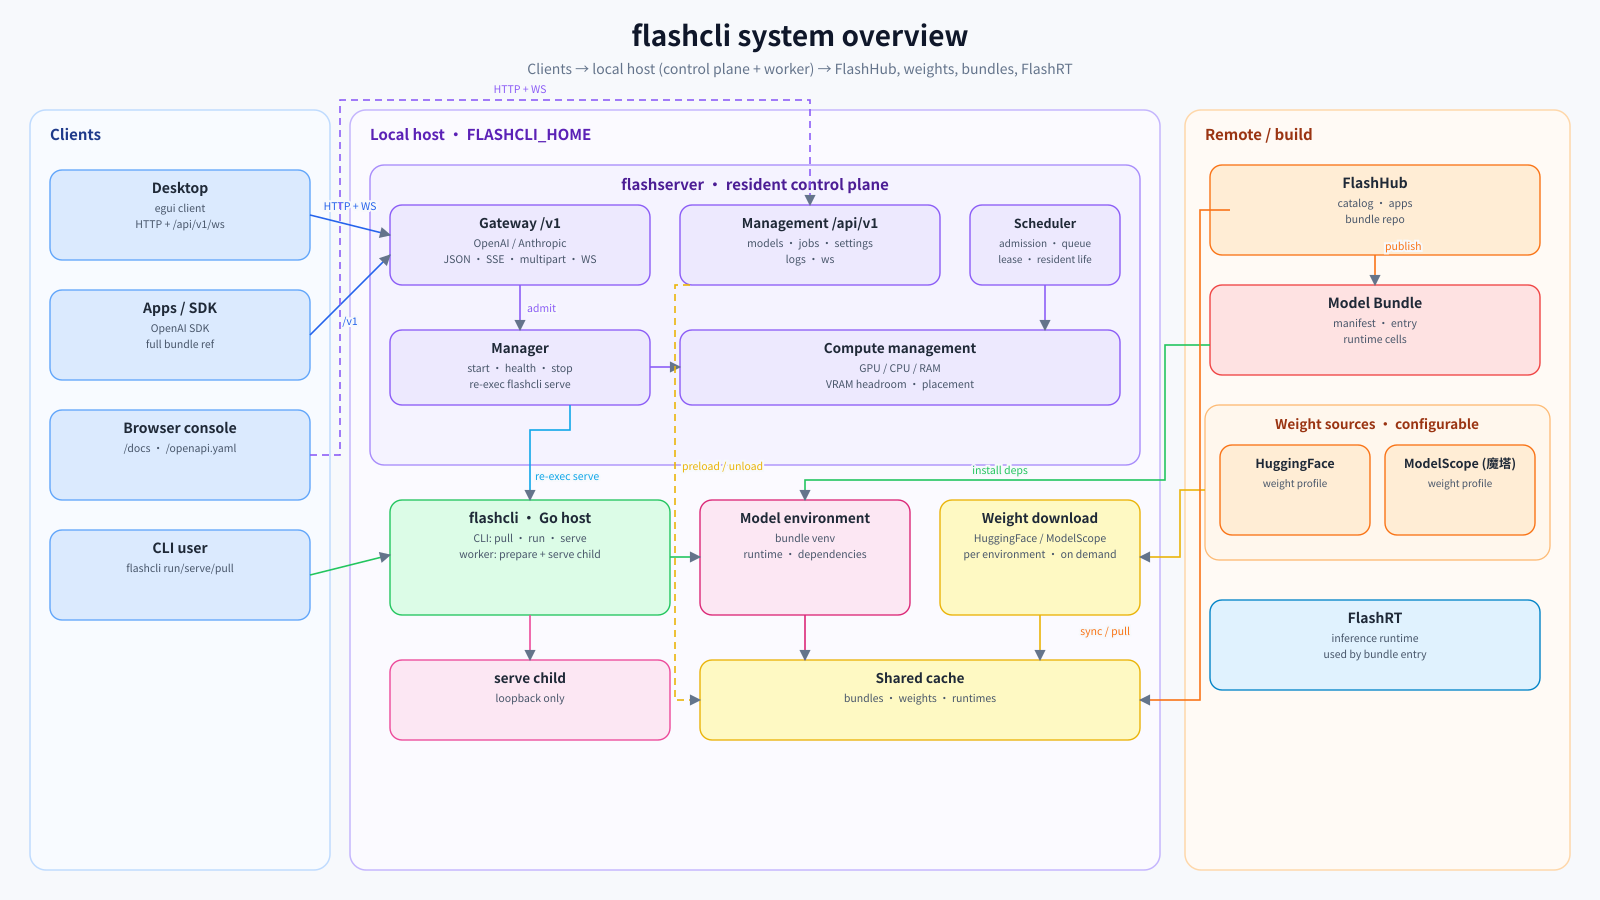 flashcli system overview
Clients → local host (control plane + worker) → FlashHub, weights, bundles, FlashRT
HTTP + WS
Clients
Desktop
egui client
HTTP + /api/v1/ws
HTTP + WS
Apps / SDK
OpenAI SDK
full bundle ref
/v1
Browser console
/docs • /openapi.yaml
CLI user
flashcli run/serve/pull
Local host • FLASHCLI_HOME
flashserver • resident control plane
Gateway /v1
OpenAI / Anthropic
JSON • SSE • multipart • WS
Management /api/v1
models • jobs • settings
logs • ws
Scheduler
admission • queue
lease • resident life
admit
Manager
start • health • stop
re-exec flashcli serve
Compute management
GPU / CPU / RAM
VRAM headroom • placement
preload / unload
install deps
re-exec serve
flashcli • Go host
CLI: pull • run • serve
worker: prepare + serve child
Model environment
bundle venv
runtime • dependencies
Weight download
HuggingFace / ModelScope
per environment • on demand
sync / pull
serve child
loopback only
Shared cache
bundles • weights • runtimes
Remote / build
FlashHub
catalog • apps
bundle repo
publish
Model Bundle
manifest • entry
runtime cells
Weight sources • configurable
HuggingFace
weight profile
ModelScope (魔塔)
weight profile
FlashRT
inference runtime
used by bundle entry